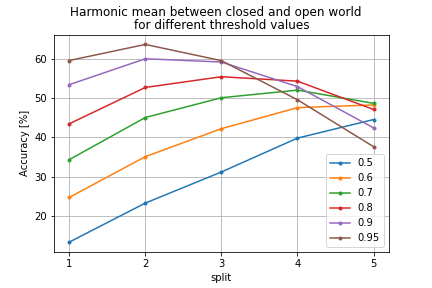 Harmonic mean between closed and open world
for different threshold values
Accuracy [%]
60
50
40
30
20
1 2 3 4 5
split
0.5
0.6
0.7
0.8
0.9
0.95